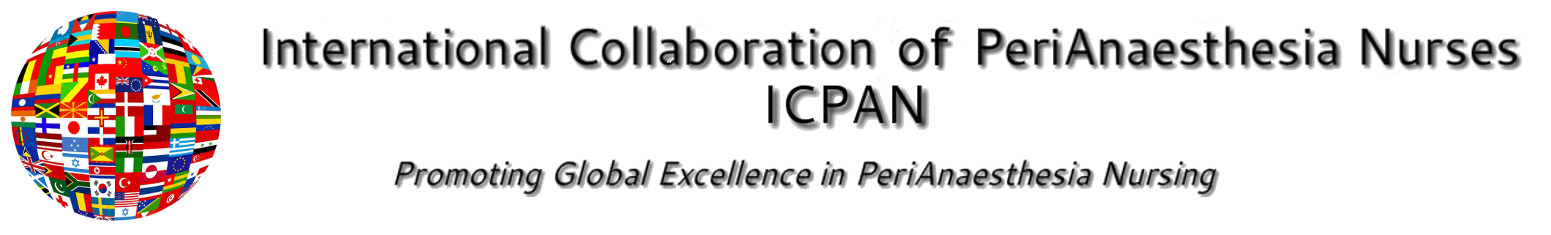 International Collaboration of PeriAnaesthesia Nurses
ICPAN
Promoting Global Excellence in PeriAnaesthesia Nursing